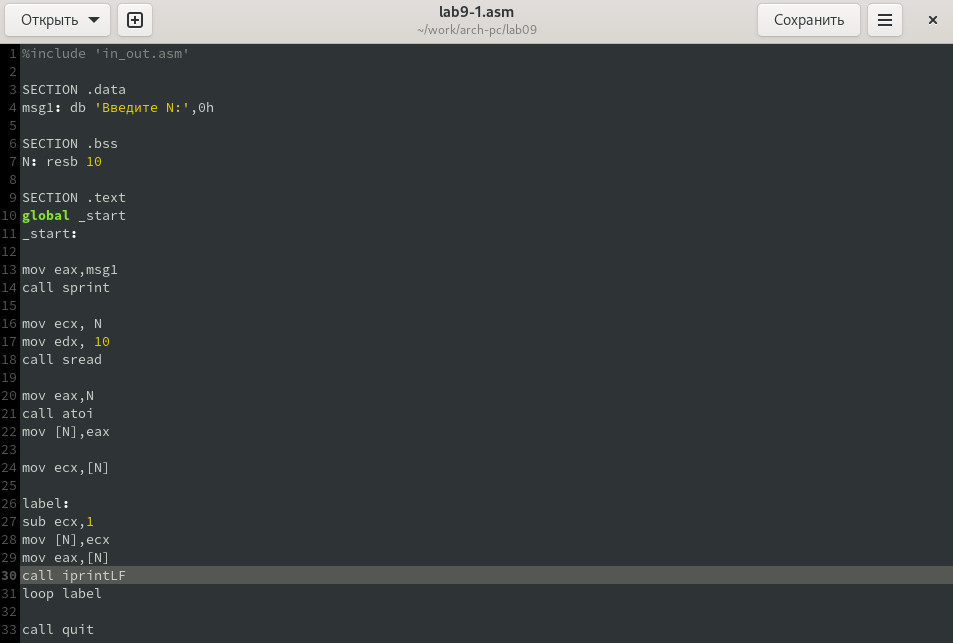 Открыть
lab9-1.asm
~/work/arch-pc/lab09
Сохранить
1 %include 'in_out.asm'
2
3 SECTION .data
4 msg1: db 'Введите N:',0h
5
6 SECTION .bss
7 N: resb 10
8
9 SECTION .text
10 global _start
11 _start:
12
13 mov eax,msg1
14 call sprint
15
16 mov ecx, N
17 mov edx, 10
18 call sread
19
20 mov eax,N
21 call atoi
22 mov [N],eax
23
24 mov ecx,[N]
25
26 label:
27 sub ecx,1
28 mov [N],ecx
29 mov eax,[N]
30 call iprintLF
31 loop label
32
33 call quit